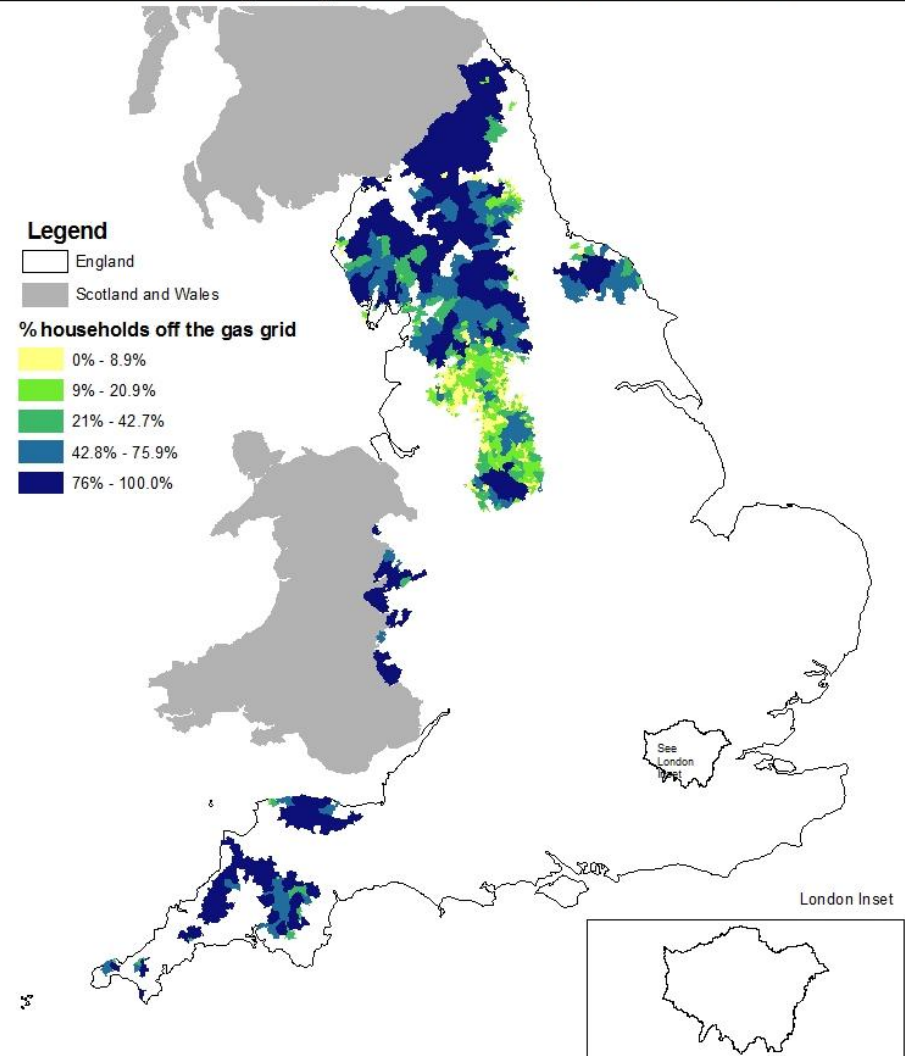 Legend
England
Scotland and Wales
% households off the gas grid
0% - 8.9%
9% - 20.9%
21% - 42.7%
42.8% - 75.9%
76% - 100.0%
See
London
Inset
London Inset